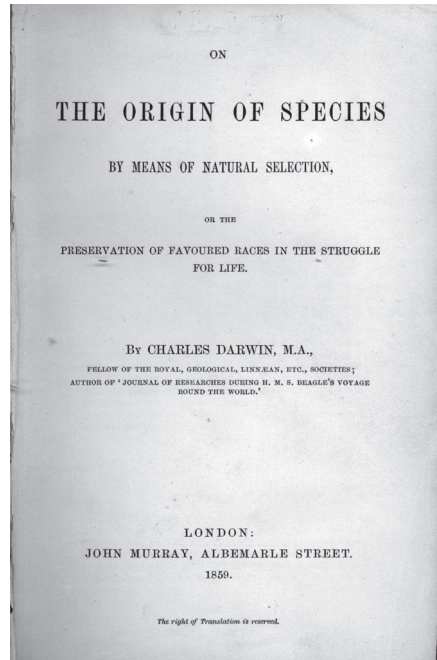 ON
THE ORIGIN OF SPECIES
BY MEANS OF NATURAL SELECTION,
OR THE
PRESERVATION OF FAVOURED RACES IN THE STRUGGLE
FOR LIFE.
By CHARLES DARWIN, M.A.,
FELLOW OF THE ROYAL, GEOLOGICAL, LINNÆAN, ETC., SOCIETIES;
AUTHOR OF ‘JOURNAL OF RESEARCHES DURING H. M. S. BEAGLE’S VOYAGE
ROUND THE WORLD.’
LONDON:
JOHN MURRAY, ALBEMARLE STREET.
1859.
The right of Translation is reserved.